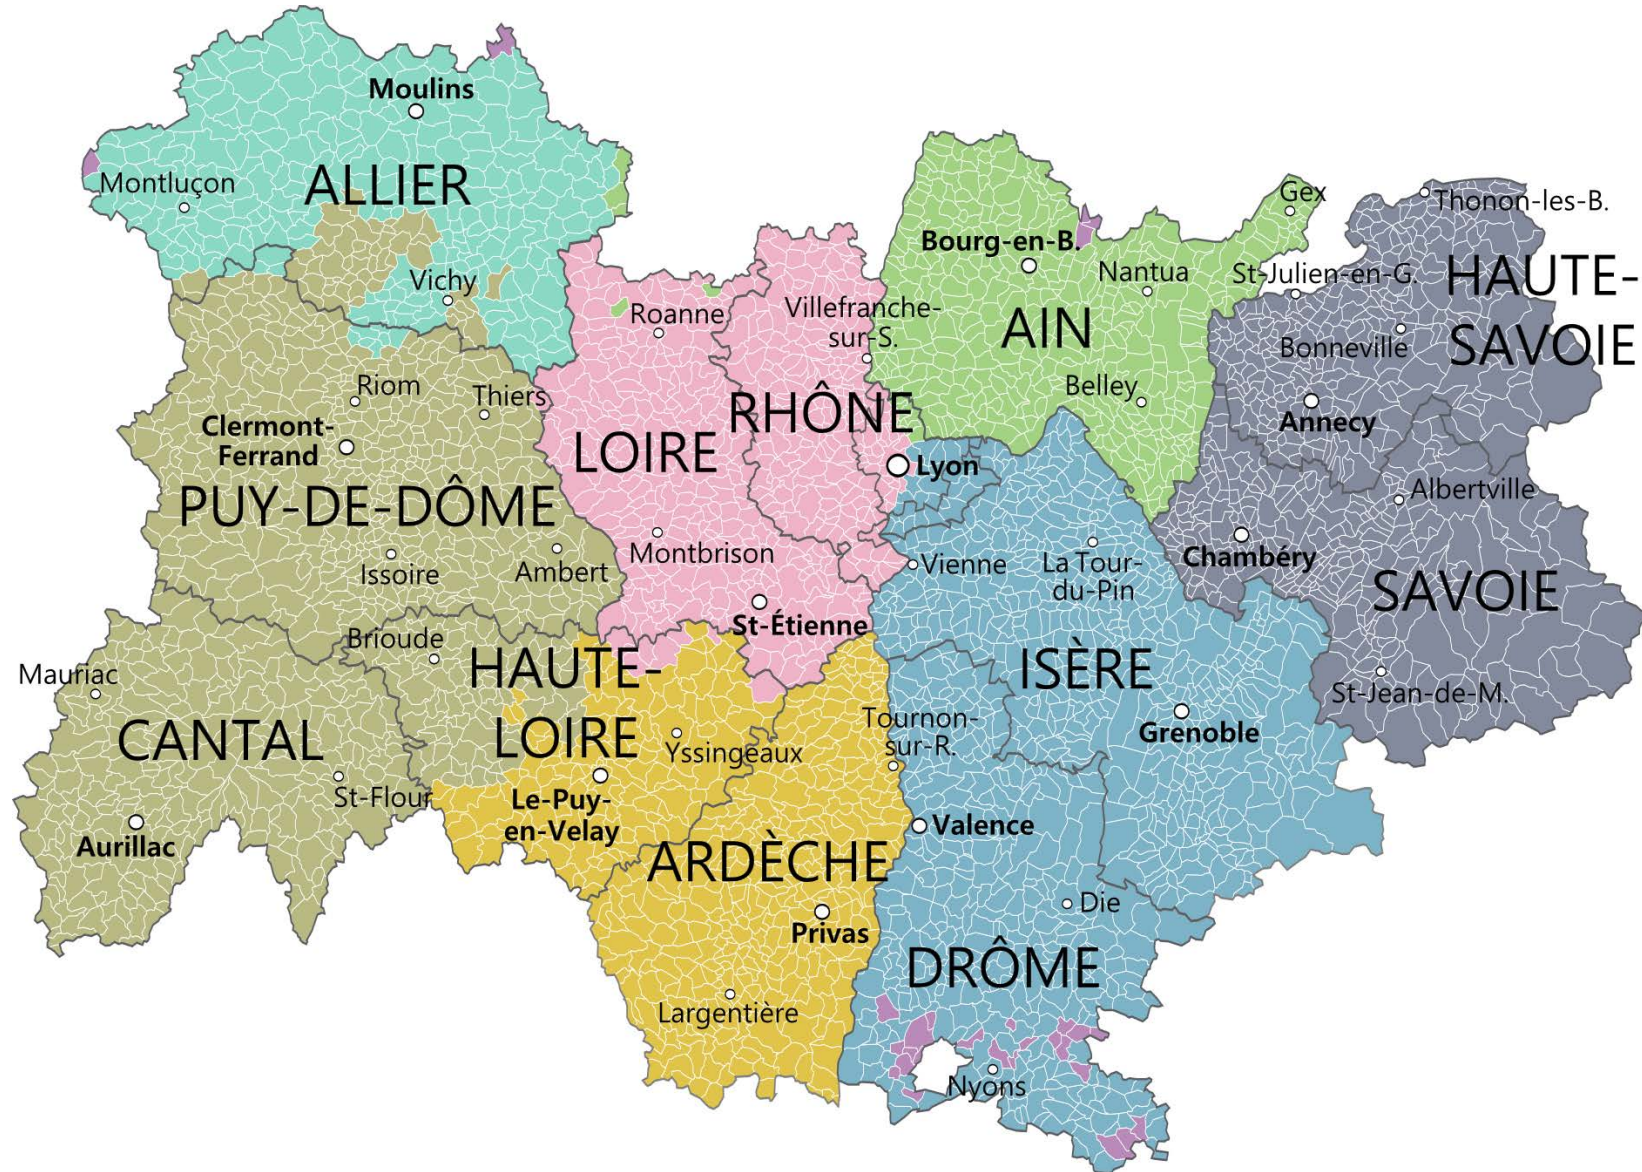 Moulins
ALLIER
Montluçon
Vichy
Gex
Thonon-les-B.
Bourg-en-B.
Nantua
St-Julien-en-G.
HAUTE-
SAVOIE
Roanne
Villefranche-
sur-S.
AIN
Bonneville
Belley
Annecy
Riom
Thiers
Clermont-
Ferrand
RHÔNE
LOIRE
Lyon
PUY-DE-DÔME
Albertville
Montbrison
Issoire
Ambert
Vienne
La Tour-
du-Pin
Chambéry
SAVOIE
St-Étienne
Brioude
HAUTE-
LOIRE
Mauriac
ISÈRE
St-Jean-de-M.
CANTAL
Yssingeaux
Tournon-
sur-R.
Grenoble
St-Flour
Le-Puy-
en-Velay
Aurillac
Valence
ARDÈCHE
Privas
Die
DRÔME
Largentière
Nyons